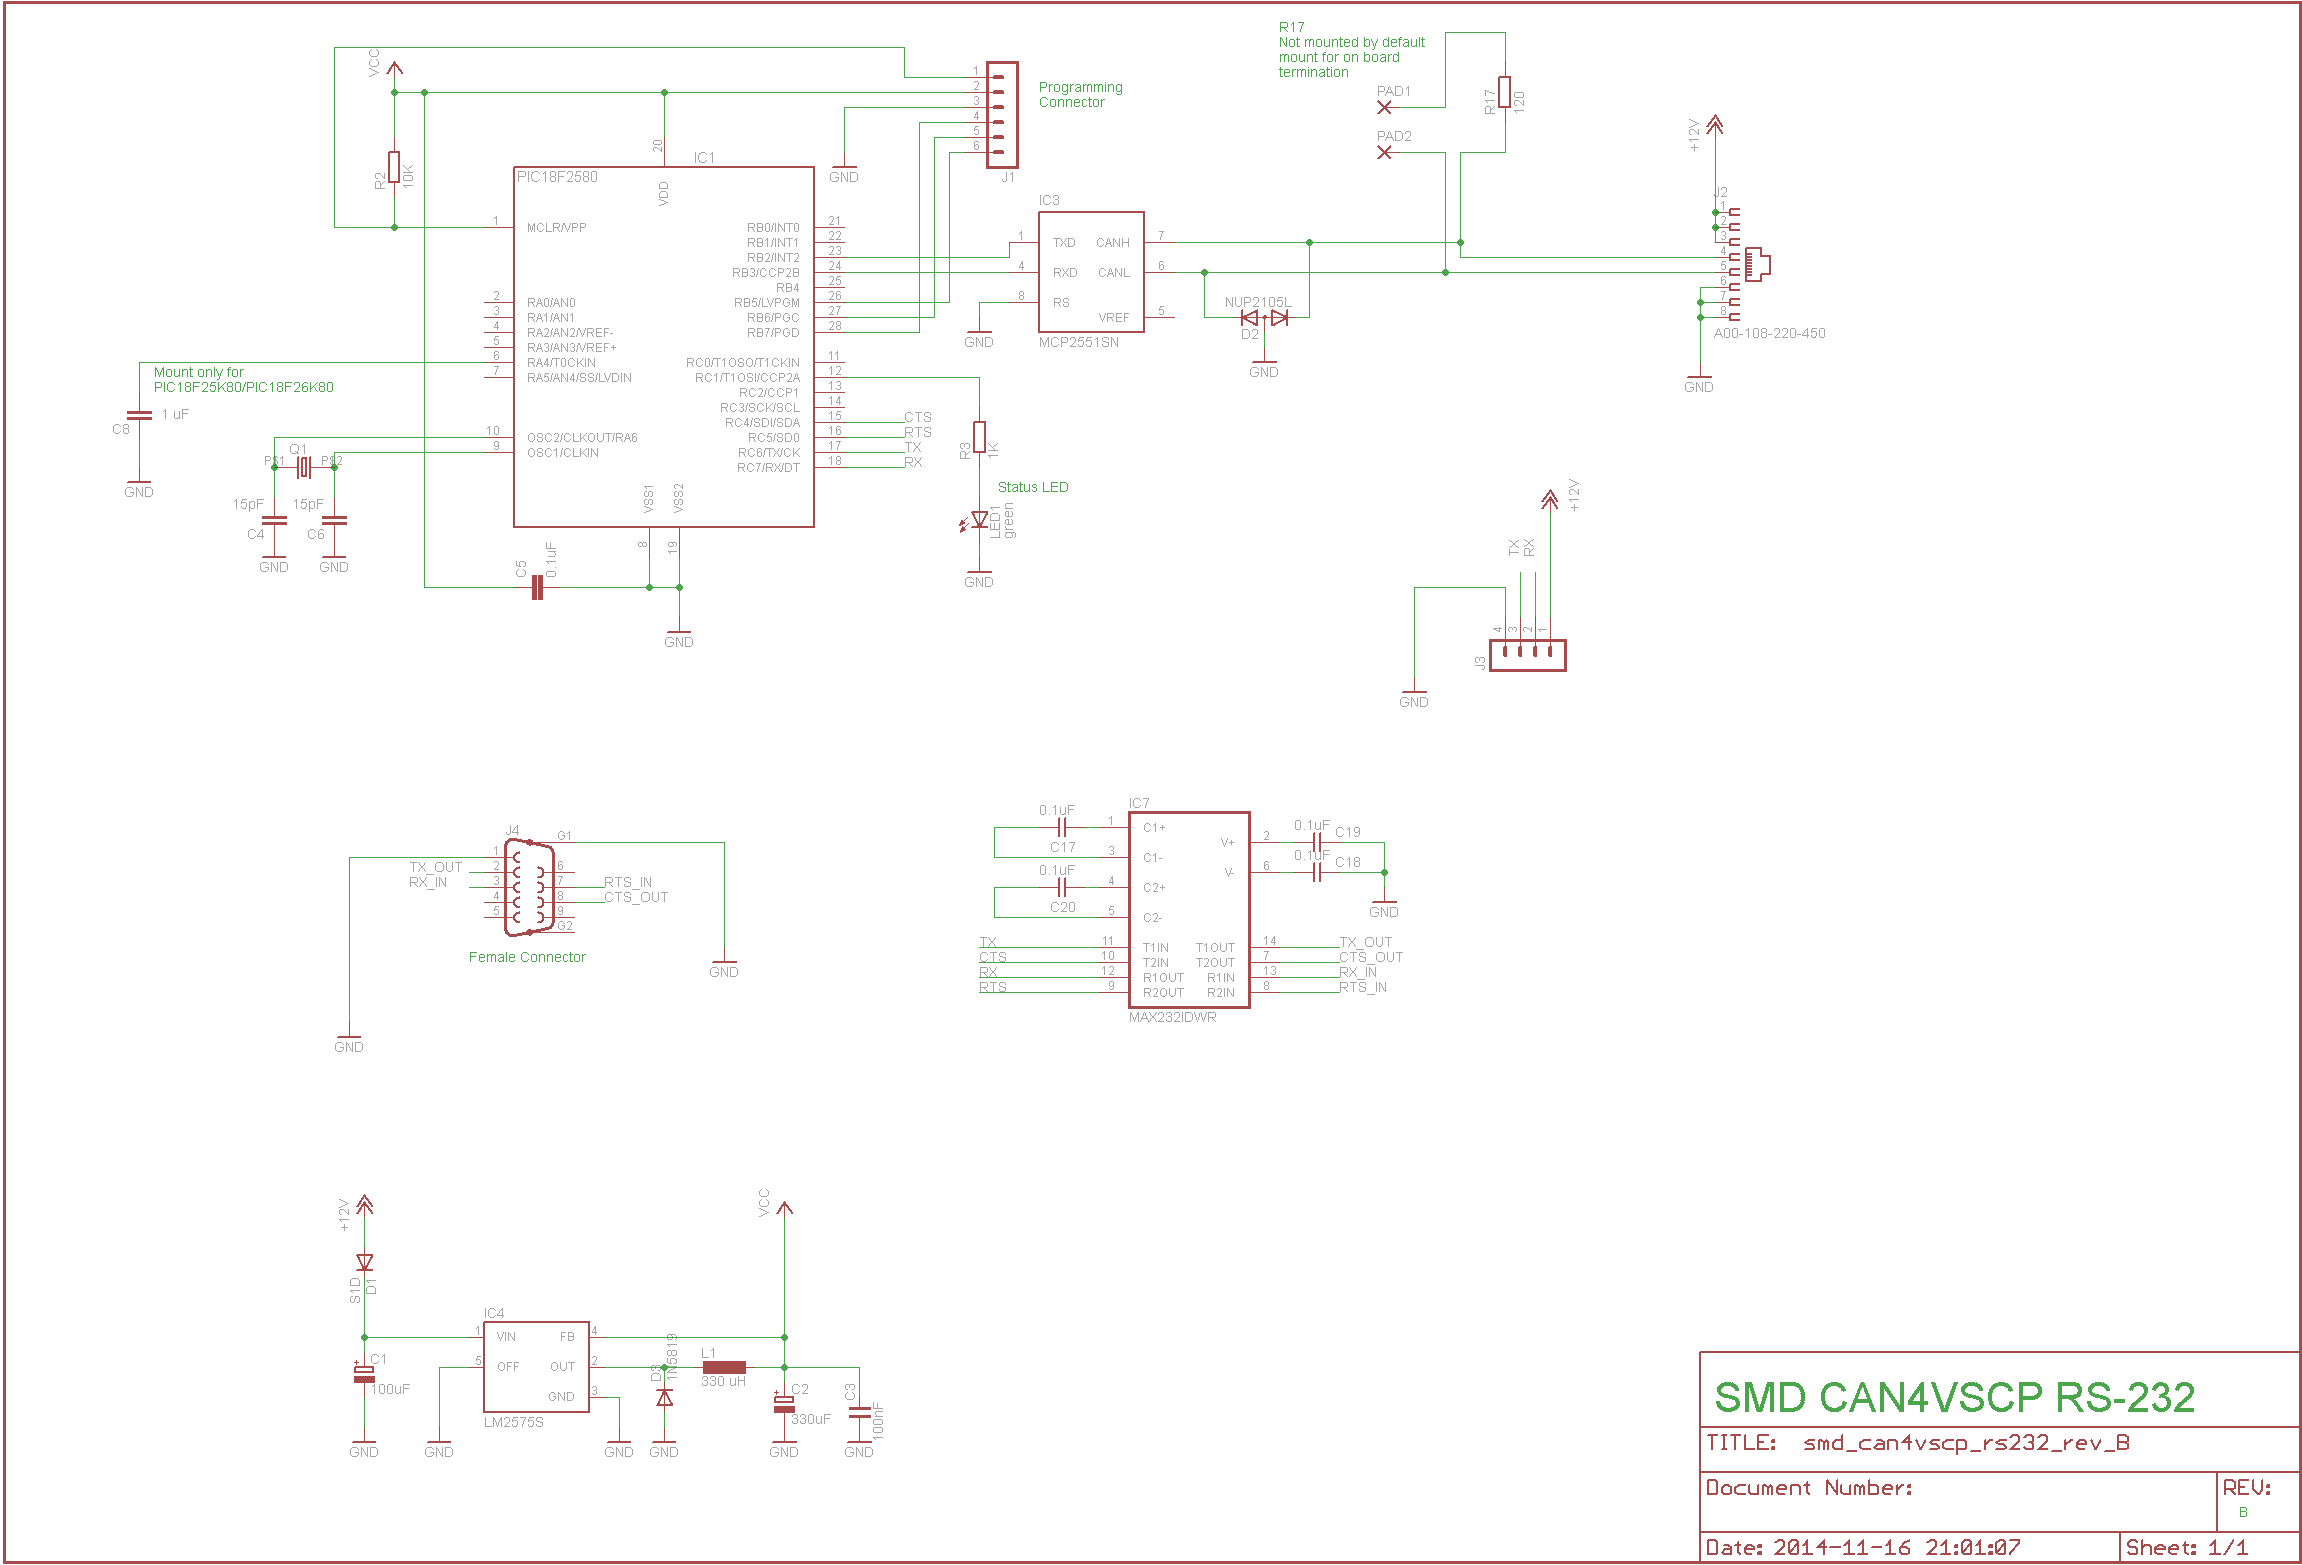 R17
Not mounted by default
mount for on board
termination
VCC
1
2
3
4
5
6
Programming
Connector
J1
GND
PAD1
PAD2
R17
120
+12V
J2
1
2
3
4
5
6
7
8
A00-108-220-450
GND
R2
10K
20
IC1
PIC18F2580
VDD
1
MCLR/VPP
2
RA0/AN0
3
RA1/AN1
4
RA2/AN2/VREF-
5
RA3/AN3/VREF+
6
RA4/T0CKIN
7
RA5/AN4/SS/LVDIN
10
OSC2/CLKOUT/RA6
9
OSC1/CLKIN
RB0/INT0
21
RB1/INT1
22
RB2/INT2
23
RB3/CCP2B
24
RB4
25
RB5/LVPGM
26
RB6/PGC
27
RB7/PGD
28
RC0/T1OSO/T1CKIN
11
RC1/T1OSI/CCP2A
12
RC2/CCP1
13
RC3/SCK/SCL
14
RC4/SDI/SDA
15
CTS
RC5/SD0
16
RTS
RC6/TX/CK
17
TX
RC7/RX/DT
18
RX
VSS1
VSS2
8
19
C5
0.1uF
GND
Mount only for
PIC18F25K80/PIC18F26K80
1 uF
C8
GND
Q1
PS1
PS2
15pF
15pF
C4
C6
GND
GND
IC3
1
TXD
CANH
7
4
RXD
CANL
6
8
RS
VREF
5
MCP2551SN
GND
NUP2105L
D2
GND
R3
1K
Status LED
LED1
green
GND
+12V
TX
RX
4
3
2
1
J3
GND
J4
G1
1
TX_OUT
2
6
RX_IN
3
7
RTS_IN
4
8
CTS_OUT
5
9
G2
Female Connector
GND
GND
IC7
0.1uF
1
C1+
C17
3
C1-
0.1uF
4
C2+
C20
5
C2-
TX
11
T1IN
CTS
10
T2IN
RX
12
R1OUT
RTS
9
R2OUT
V+
2
0.1uF
C19
V-
6
0.1uF
C18
GND
T1OUT
14
TX_OUT
T2OUT
7
CTS_OUT
R1IN
13
RX_IN
R2IN
8
RTS_IN
MAX232IDWR
+12V
S1D
D1
VCC
IC4
1
VIN
FB
4
5
OFF
OUT
2
GND
3
LM2575S
C1
100uF
D3
1N5819
L1
330 uH
C2
330uF
C3
100nF
GND
GND
GND
GND
GND
GND
SMD CAN4VSCP RS-232
TITLE: smd_can4vscp_rs232_rev_B
Document Number:
REV:
B
Date: 2014-11-16 21:01:07
Sheet: 1/1